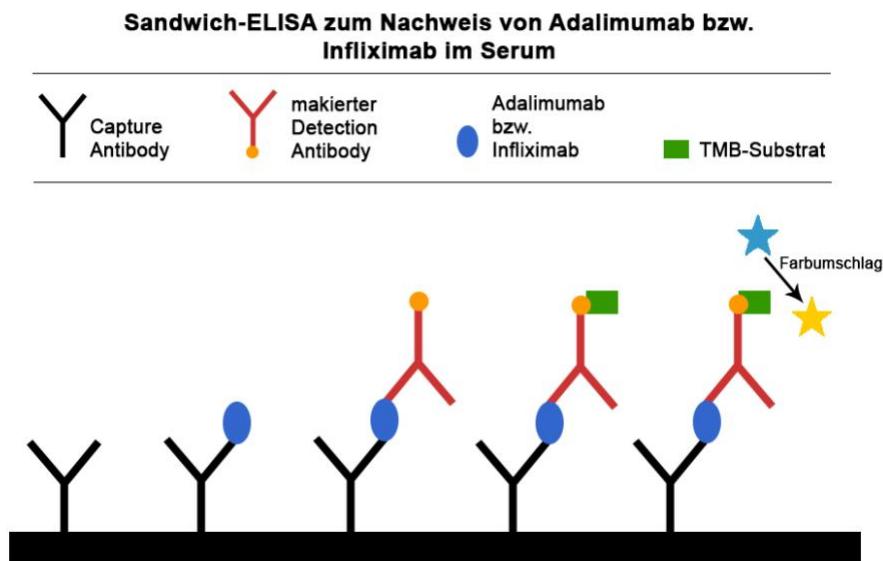 Sandwich-ELISA zum Nachweis von Adalimumab bzw.
Infliximab im Serum
Capture
Antibody
makierter
Detection
Antibody
Adalimumab
bzw.
Infliximab
TMB-Substrat
Farbumschlag